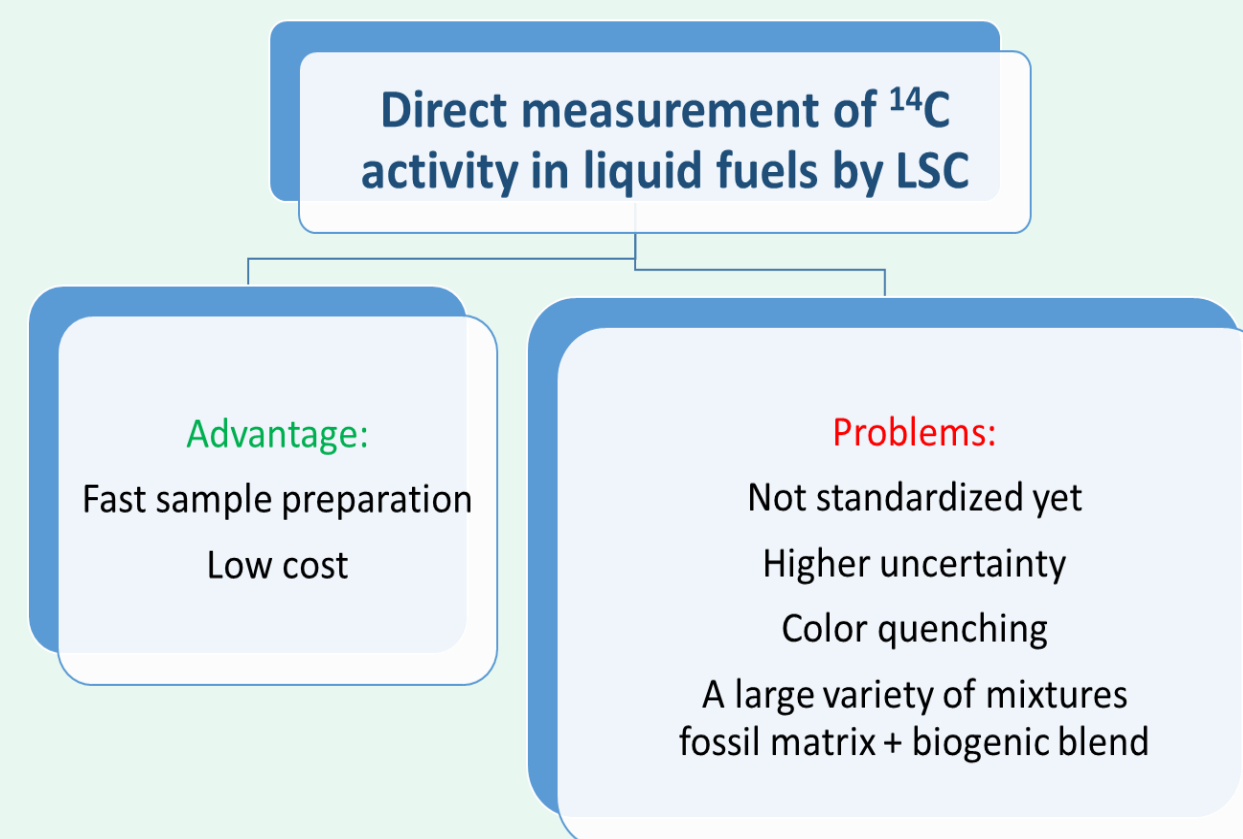 Direct measurement of ¹⁴C
activity in liquid fuels by LSC
Advantage:
Fast sample preparation
Low cost
Problems:
Not standardized yet
Higher uncertainty
Color quenching
A large variety of mixtures
fossil matrix + biogenic blend